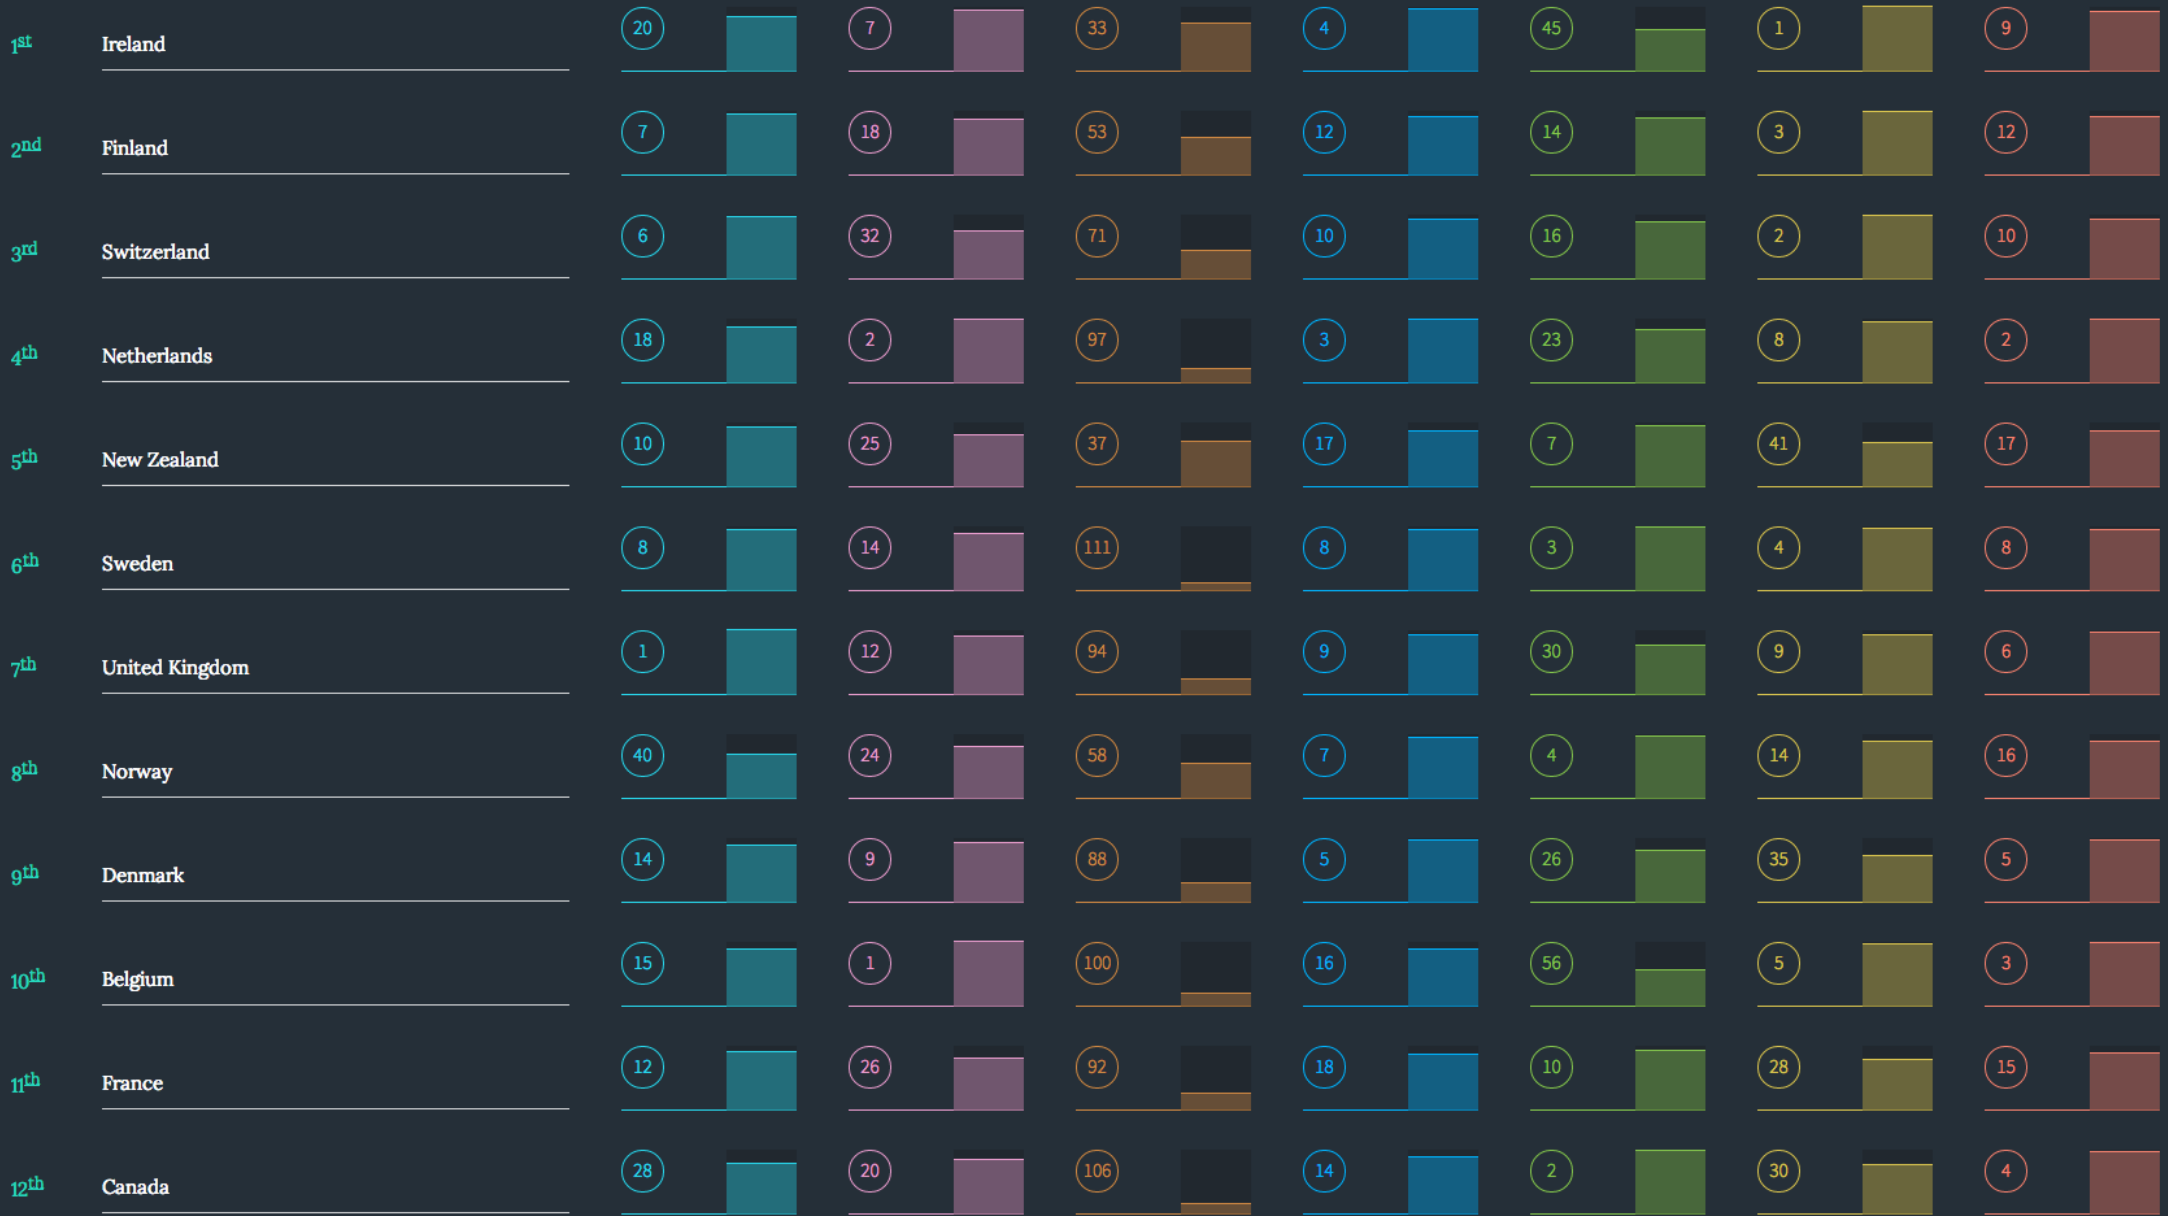 1st Ireland 20 7 33 4 45 1 9
2nd Finland 7 18 53 12 14 3 12
3rd Switzerland 6 32 71 10 16 2 10
4th Netherlands 18 2 97 3 23 8 2
5th New Zealand 10 25 37 17 7 41 17
6th Sweden 8 14 111 8 3 4 8
7th United Kingdom 1 12 94 9 30 9 6
8th Norway 40 24 58 7 4 14 16
9th Denmark 14 9 88 5 26 35 5
10th Belgium 15 1 100 16 56 5 3
11th France 12 26 92 18 10 28 15
12th Canada 28 20 106 14 2 30 4